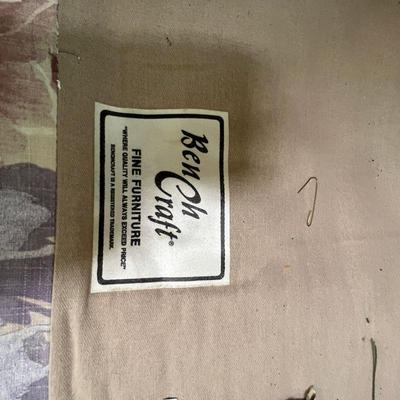 BenCh
Craft®
FINE FURNITURE
"WHERE QUALITY WILL ALWAYS EXCEED PRICE"
BENCHCRAFT IS A REGISTERED TRADEMARK.